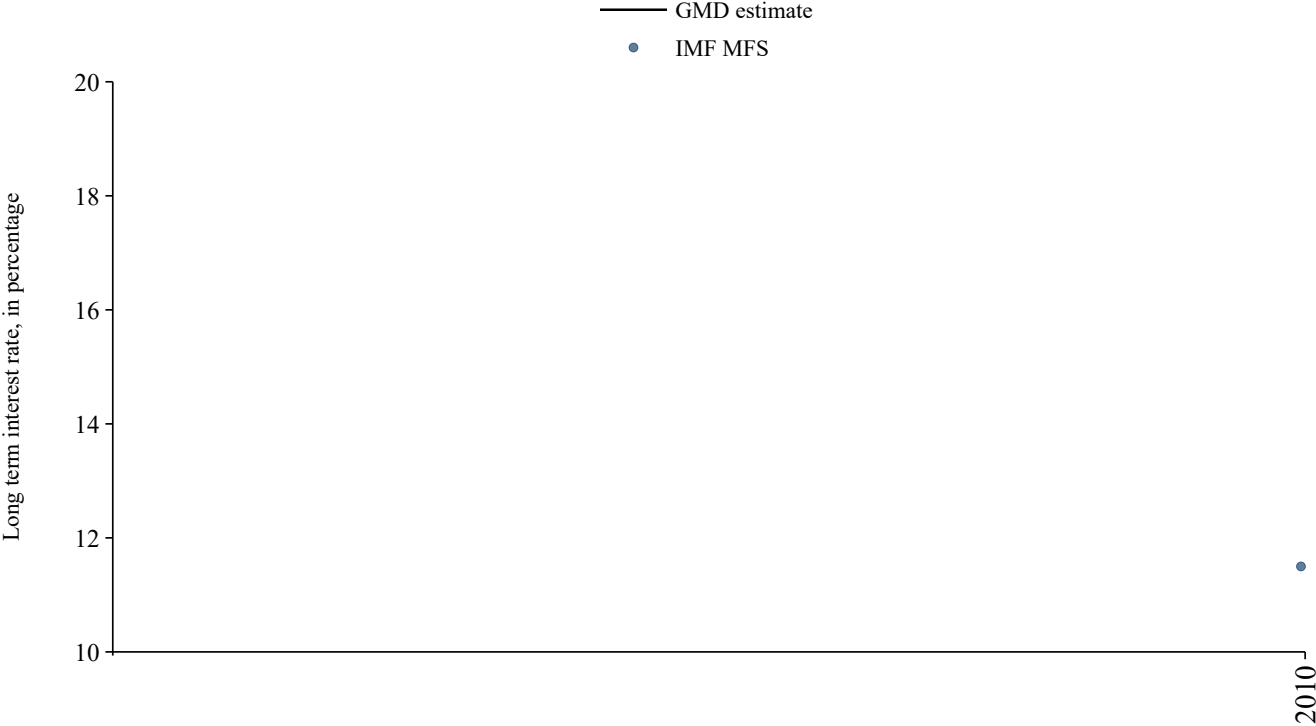 GMD estimate
IMF MFS
Long term interest rate, in percentage
20
18
16
14
12
10
2010